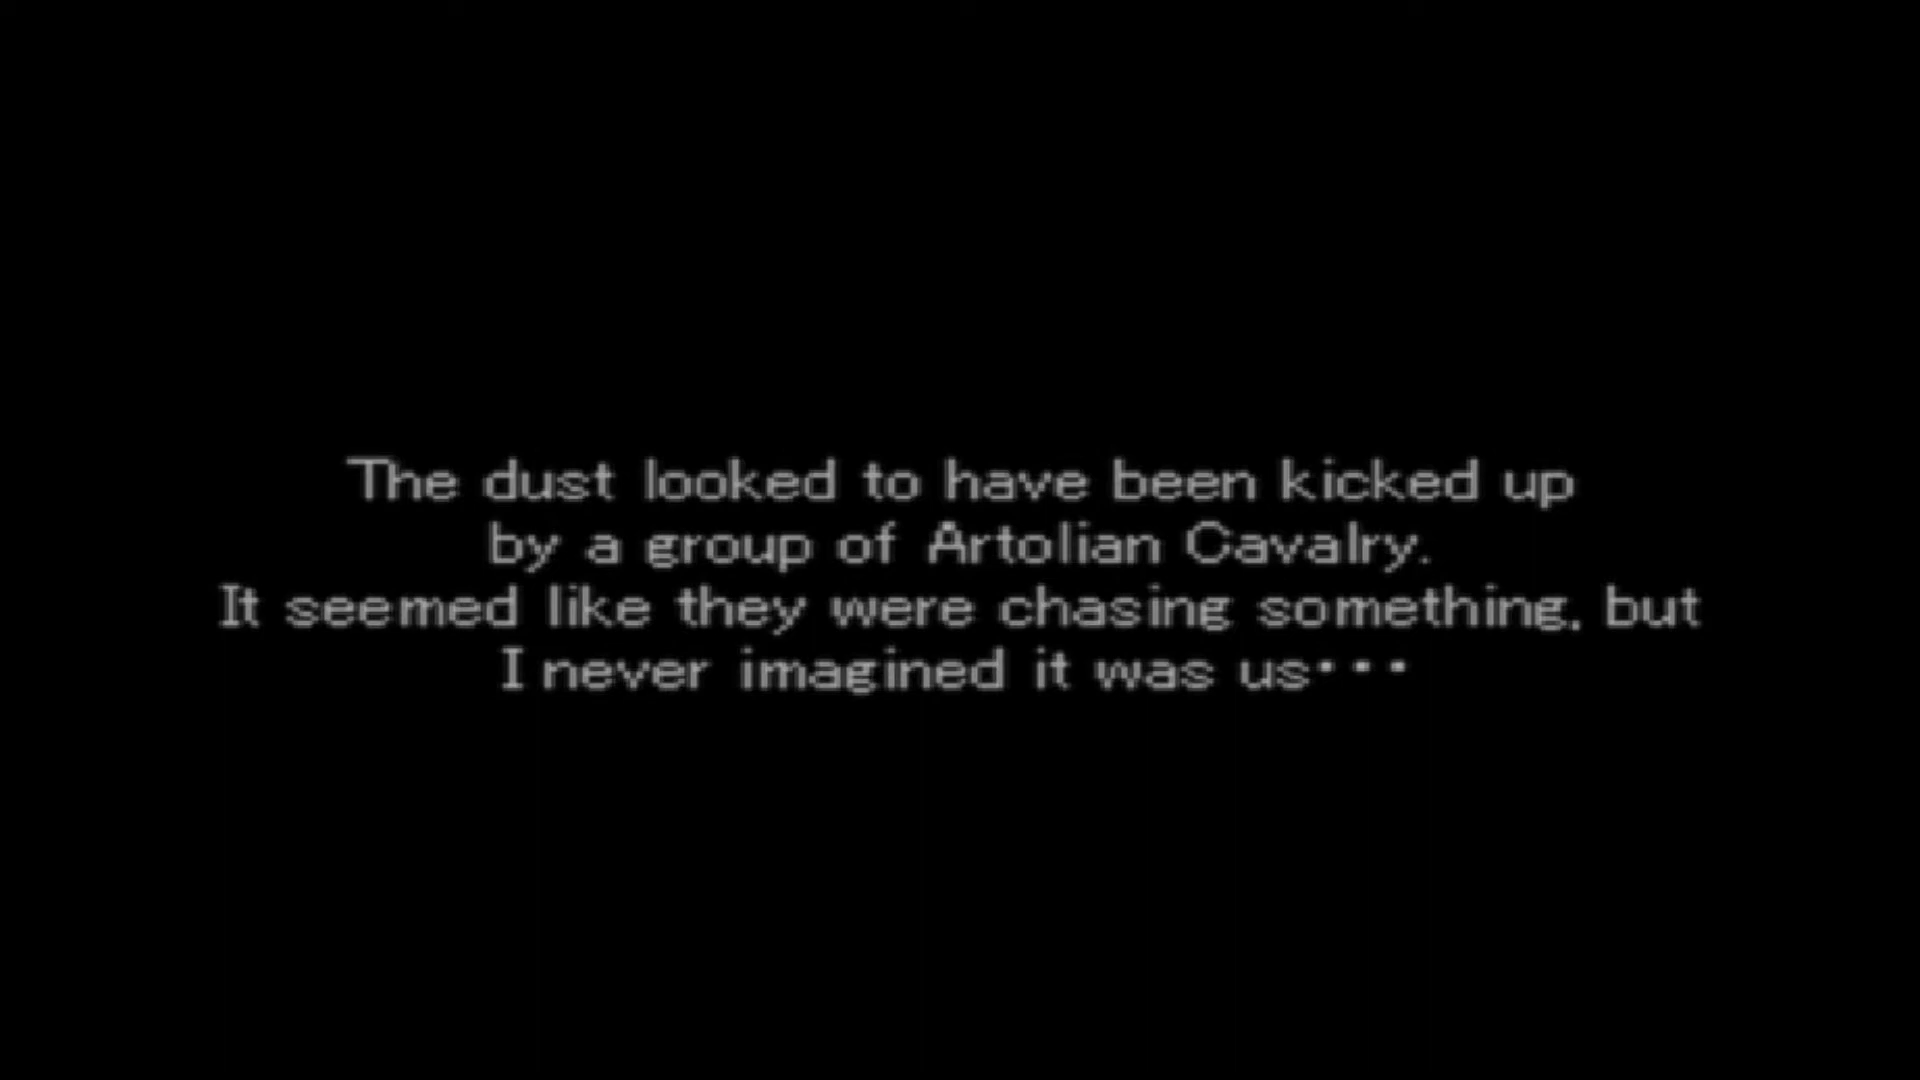 The dust looked to have been kicked up
by a group of Artolian Cavalry.
It seemed like they were chasing something, but
I never imagined it was us･･･